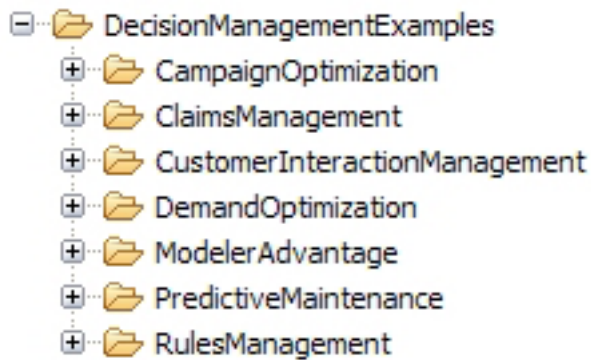 DecisionManagementExamples
CampaignOptimization
ClaimsManagement
CustomerInteractionManagement
DemandOptimization
ModelerAdvantage
PredictiveMaintenance
RulesManagement